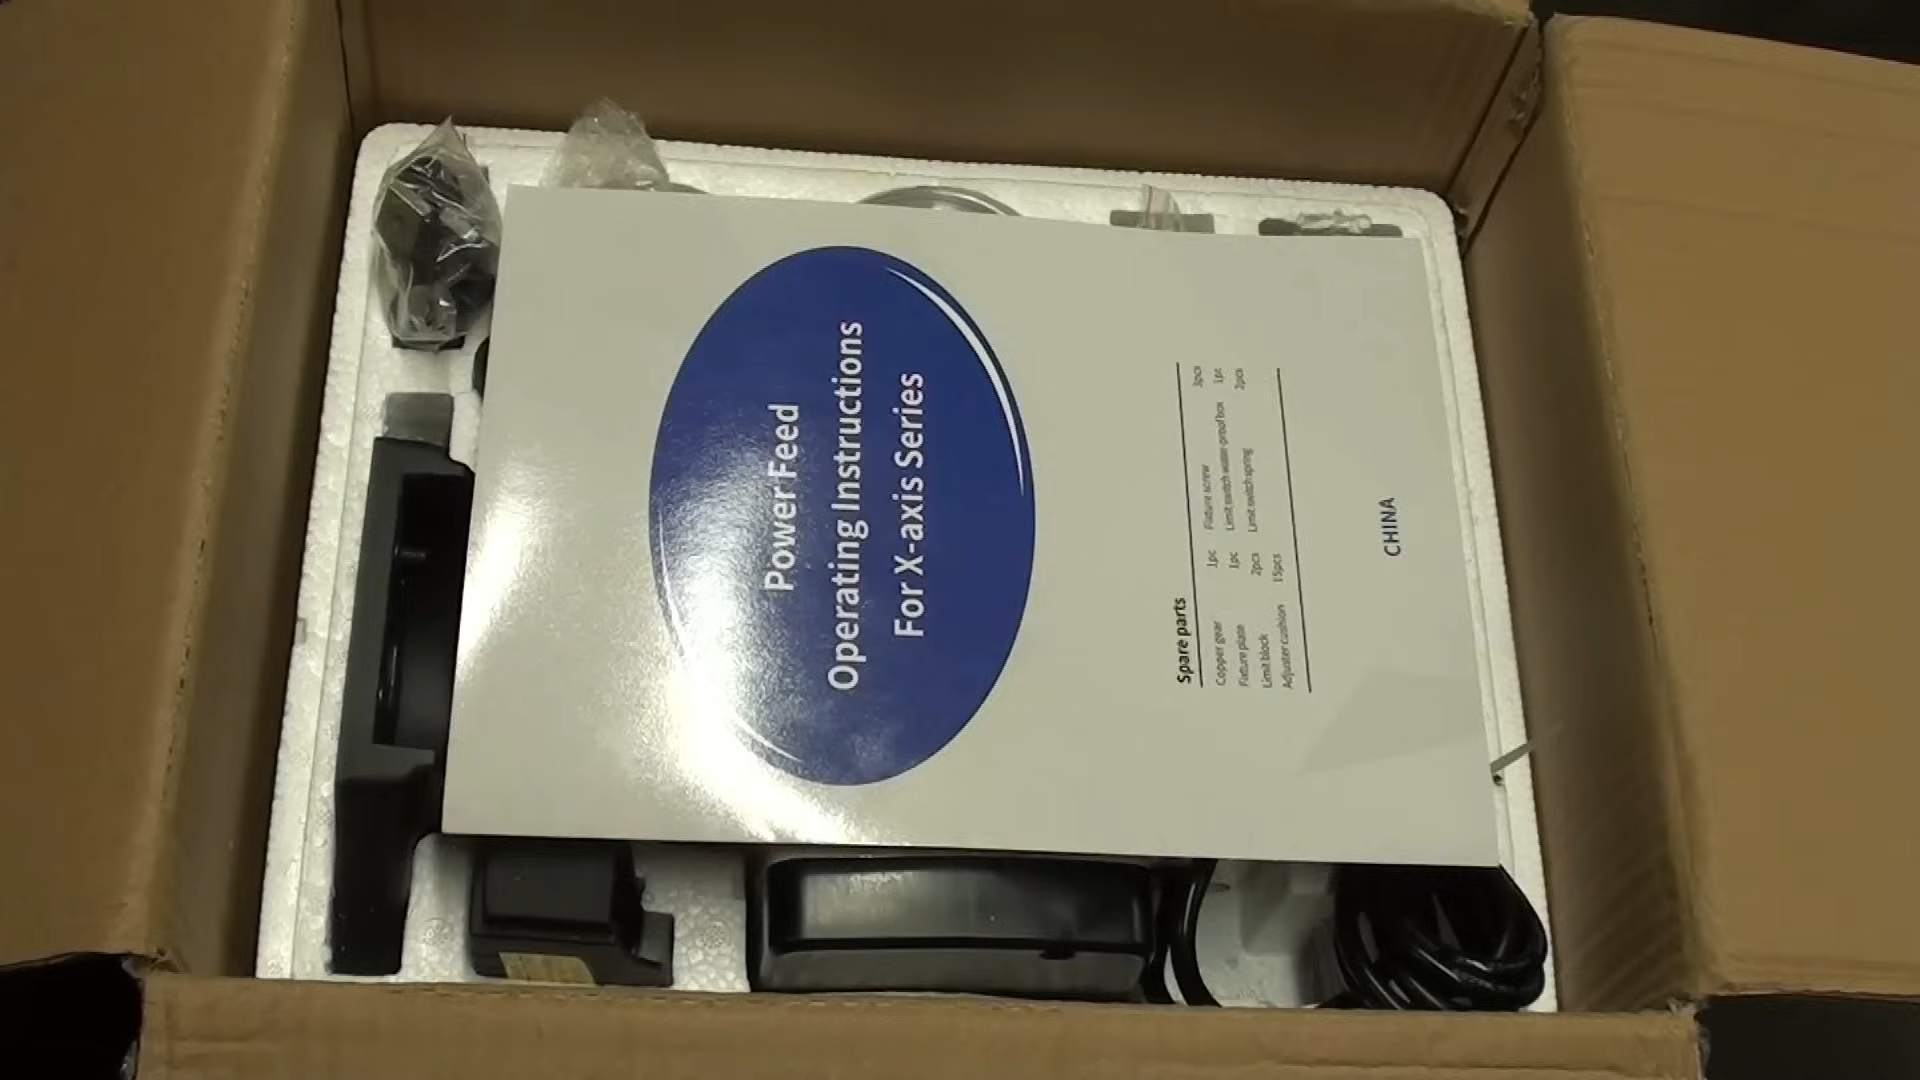 Power Feed
Operating Instructions
For X-axis Series
Spare parts
Copper gear 1pc Fixture screw 3pcs
Fixture plane 1pc Limit switch water-proof box 1pc
Limit block 2pcs Limit switch spring 2pcs
Adjuster cushion 15pcs
CHINA